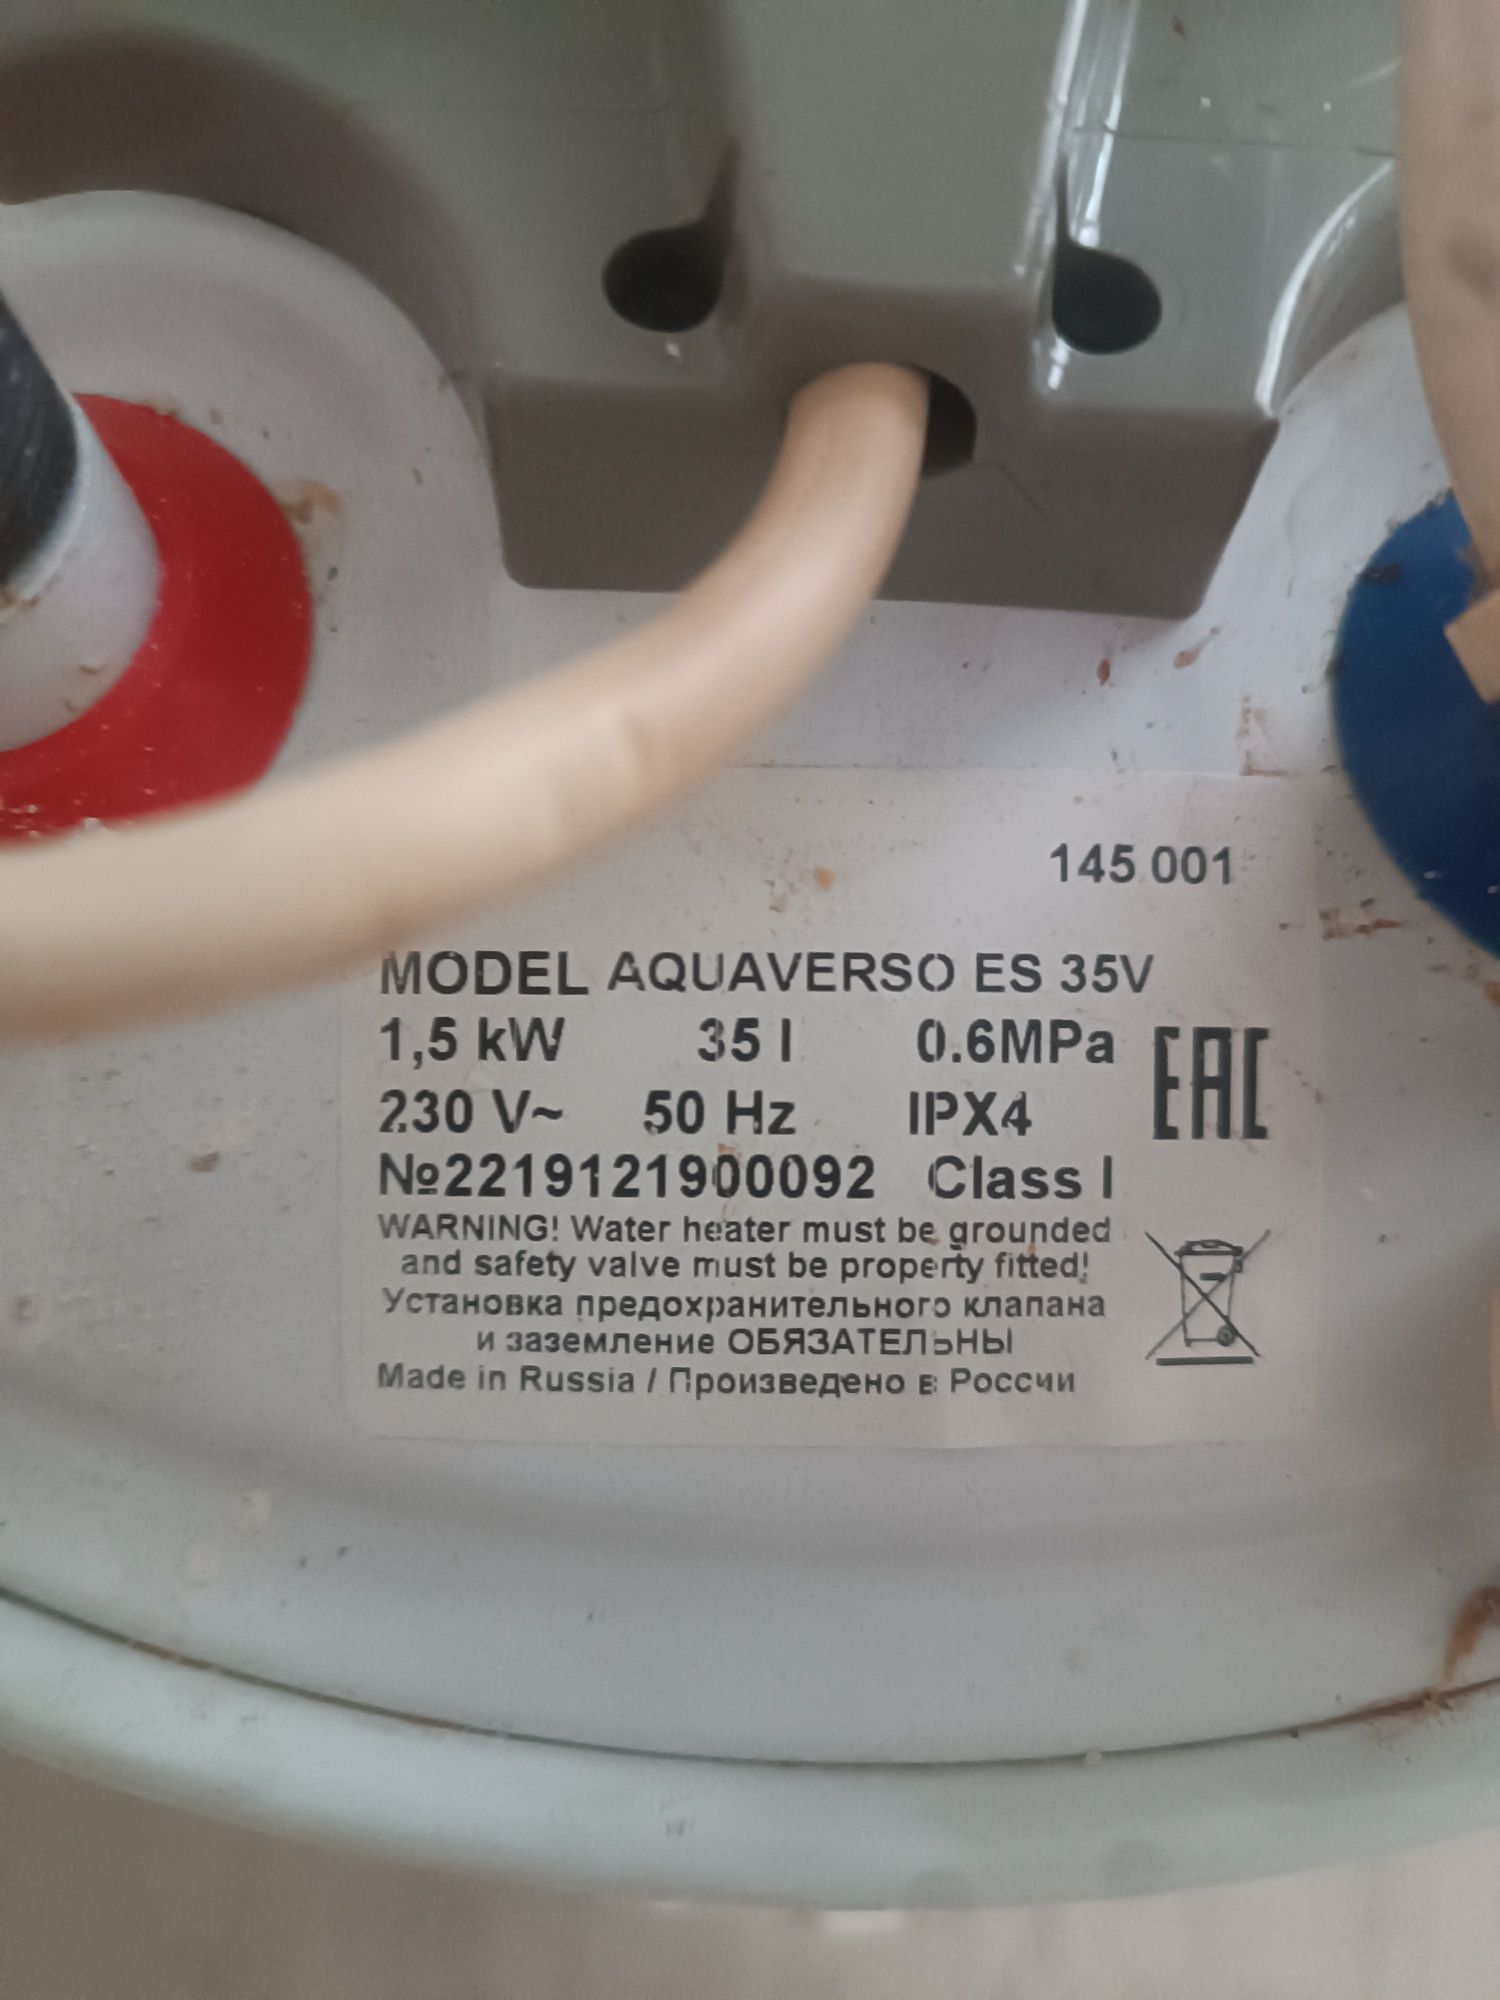 145 001
MODEL AQUAVERSO ES 35V
1,5 kW 35 l 0.6MPa
EAC
230 V~ 50 Hz IPX4
№2219121900092 Class I
WARNING! Water heater must be grounded
and safety valve must be property fitted!
Установка предохранительного клапана
и заземление ОБЯЗАТЕЛЬНЫ
Made in Russia / Произведено в России